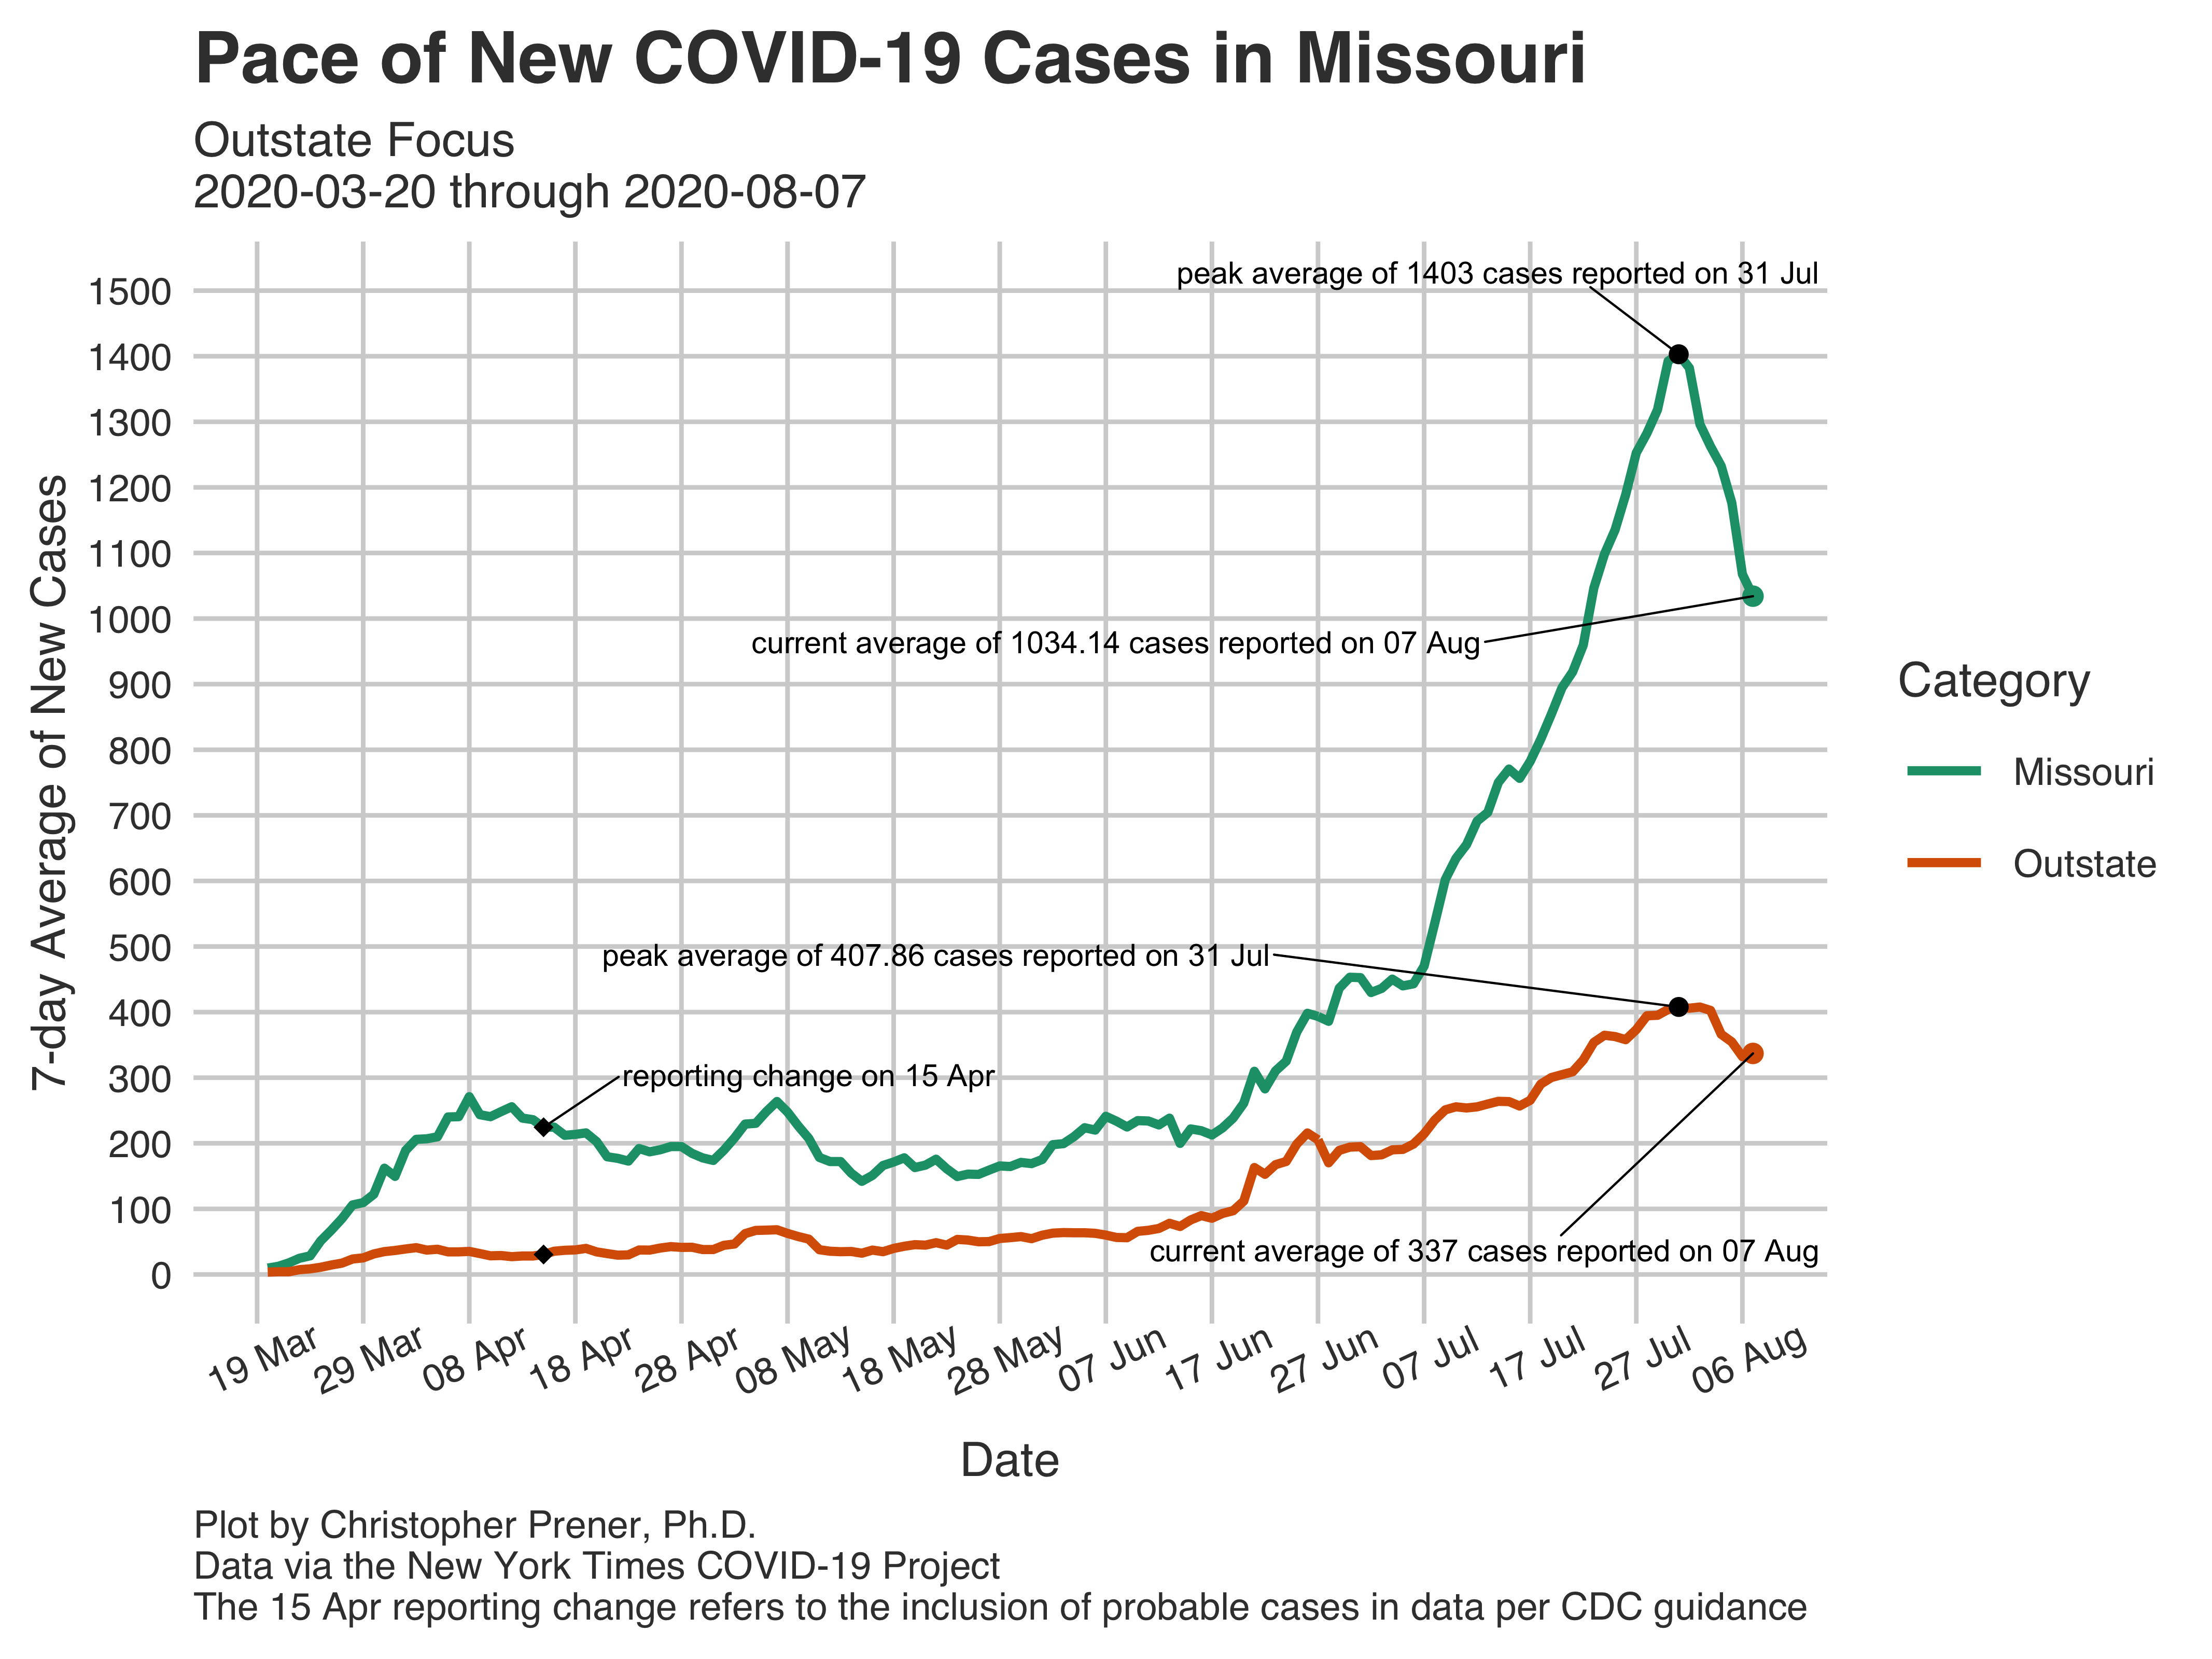 Pace of New COVID-19 Cases in Missouri
Outstate Focus
2020-03-20 through 2020-08-07
peak average of 1403 cases reported on 31 Jul
1500
1400
1300
1200
1100
1000
current average of 1034.14 cases reported on 07 Aug
900
800
700
600
500
peak average of 407.86 cases reported on 31 Jul
400
300
reporting change on 15 Apr
200
100
current average of 337 cases reported on 07 Aug
0
7-day Average of New Cases
19 Mar
29 Mar
08 Apr
18 Apr
28 Apr
08 May
18 May
28 May
07 Jun
17 Jun
27 Jun
07 Jul
17 Jul
27 Jul
06 Aug
Date
Category
Missouri
Outstate
Plot by Christopher Prener, Ph.D.
Data via the New York Times COVID-19 Project
The 15 Apr reporting change refers to the inclusion of probable cases in data per CDC guidance